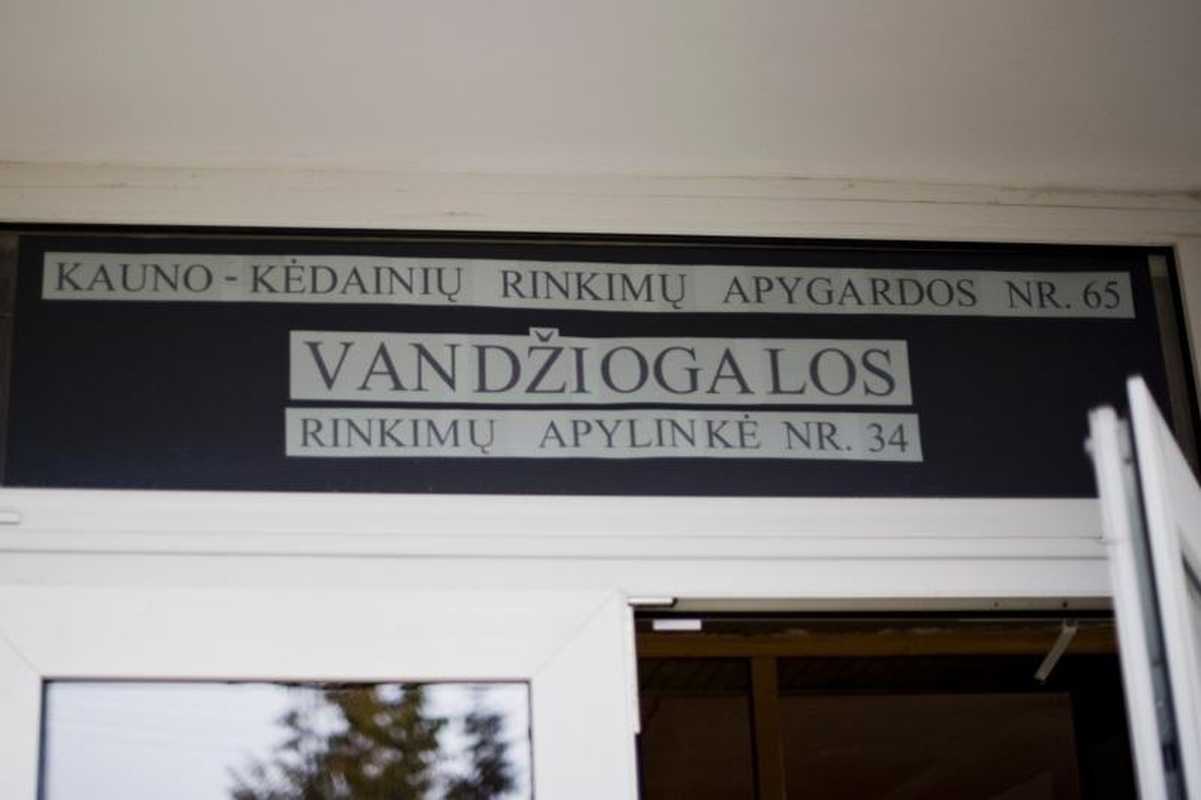 KAUNO - KĖDAINIŲ RINKIMŲ APYGARDOS NR. 65
VANDŽIOGALOS
RINKIMŲ APYLINKĖ NR. 34